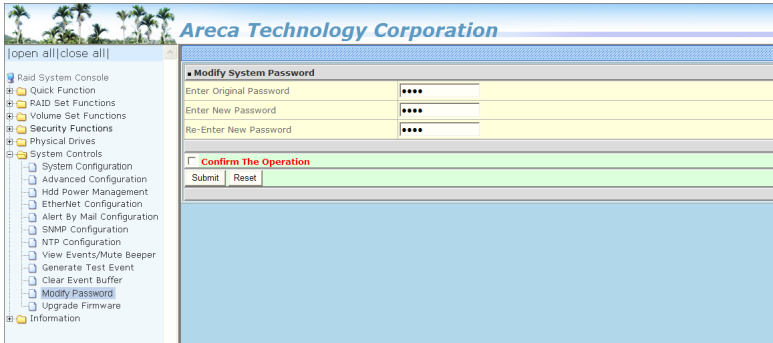 Areca Technology Corporation
|open all|close all|
Raid System Console
Quick Function
RAID Set Functions
Volume Set Functions
Security Functions
Physical Drives
System Controls
System Configuration
Advanced Configuration
Hdd Power Management
EtherNet Configuration
Alert By Mail Configuration
SNMP Configuration
NTP Configuration
View Events/Mute Beeper
Generate Test Event
Clear Event Buffer
Modify Password
Upgrade Firmware
Information
Modify System Password
Enter Original Password ••••
Enter New Password ••••
Re-Enter New Password ••••
Confirm The Operation
Submit Reset